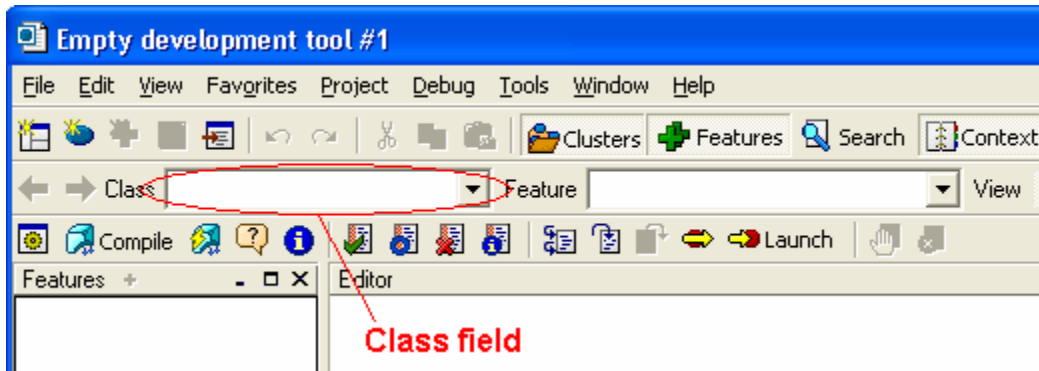 Empty development tool #1
File Edit View Favorites Project Debug Tools Window Help
Clusters Features Search Context
Class Feature View
Compile Launch
Features Editor
Class field